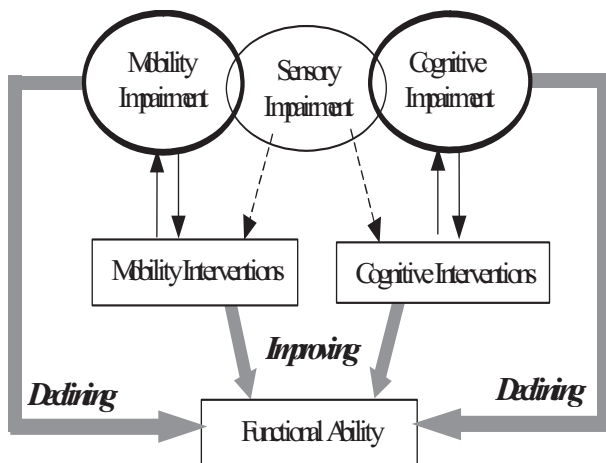 Mobility
Impairment
Sensory
Impairment
Cognitive
Impairment
Mobility Interventions
Cognitive Interventions
Improving
Declining
Declining
Functional Ability